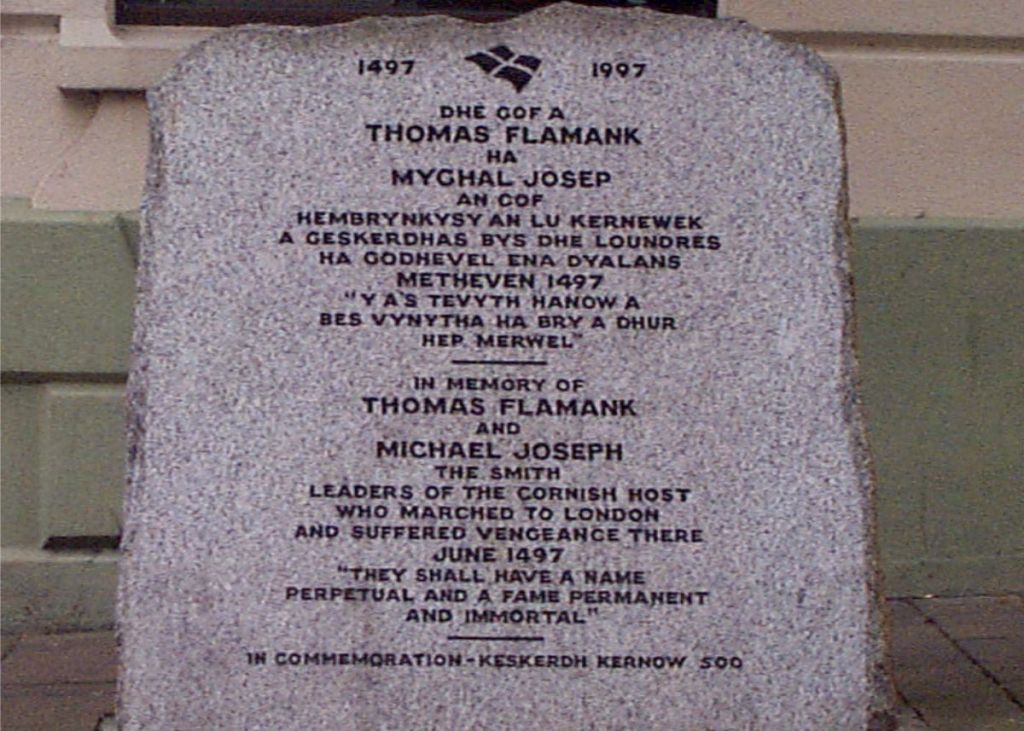 1497 1997
DHE GOF A
THOMAS FLAMANK
HA
MYGHAL JOSEP
AN GOF
HEMBRYNKYSY AN LU KERNEWEK
A GESKERDHAS BYS DHE LOUNDRES
HA GODHEVEL ENA DYALANS
METHEVEN 1497
"Y A'S TEVYTH HANOW A
BES VYNYTHA HA BRY A DHUR
HEP MERWEL"
IN MEMORY OF
THOMAS FLAMANK
AND
MICHAEL JOSEPH
THE SMITH
LEADERS OF THE CORNISH HOST
WHO MARCHED TO LONDON
AND SUFFERED VENGEANCE THERE
JUNE 1497
"THEY SHALL HAVE A NAME
PERPETUAL AND A FAME PERMANENT
AND IMMORTAL"
IN COMMEMORATION - KESKERDH KERNOW 500